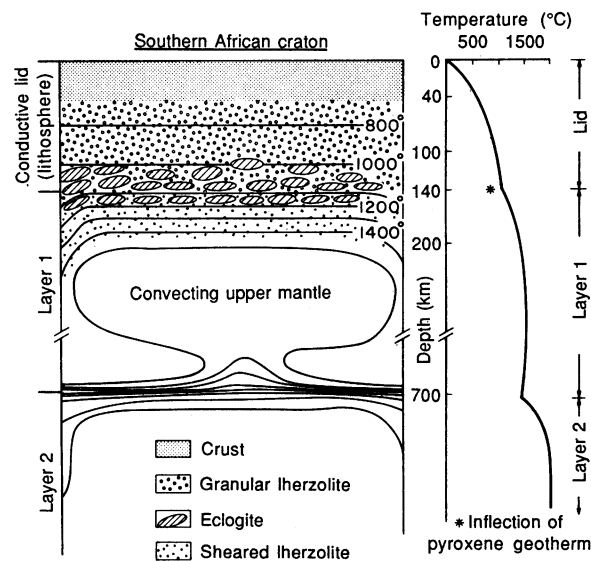 Southern African craton
Conductive lid
(lithosphere)
Layer 1
Layer 2
800°
1000°
1200°
1400°
Convecting upper mantle
Crust
Granular lherzolite
Eclogite
Sheared lherzolite
Temperature (°C)
500 1500
0
40
100
140
200
700
Depth (km)
Lid
Layer 1
Layer 2
* Inflection of
pyroxene geotherm